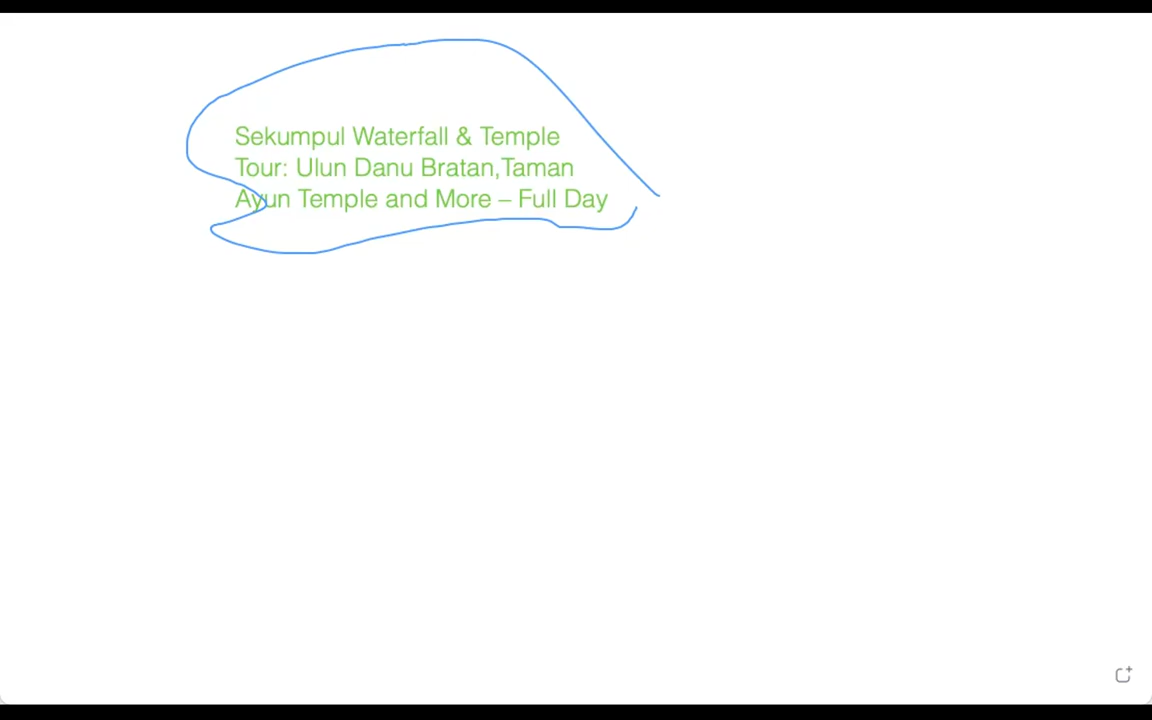 Sekumpul Waterfall & Temple
Tour: Ulun Danu Bratan,Taman
Ayun Temple and More – Full Day